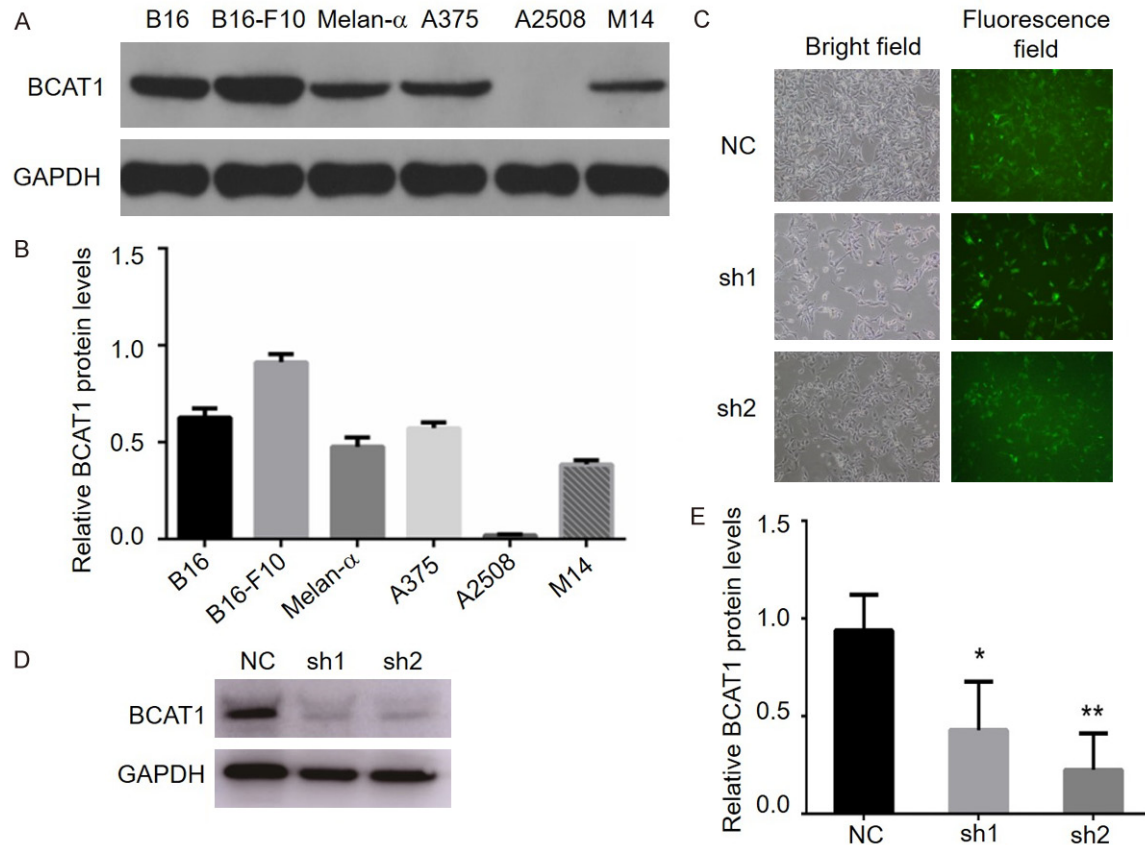 A
B16 B16-F10 Melan-α A375 A2508 M14
BCAT1
GAPDH
B
Relative BCAT1 protein levels
1.5
1.0
0.5
0.0
B16 B16-F10 Melan-α A375 A2508 M14
C
Bright field
Fluorescence
field
NC
sh1
sh2
D
NC sh1 sh2
BCAT1
GAPDH
E
Relative BCAT1 protein levels
1.5
1.0
0.5
0.0
*
**
NC sh1 sh2